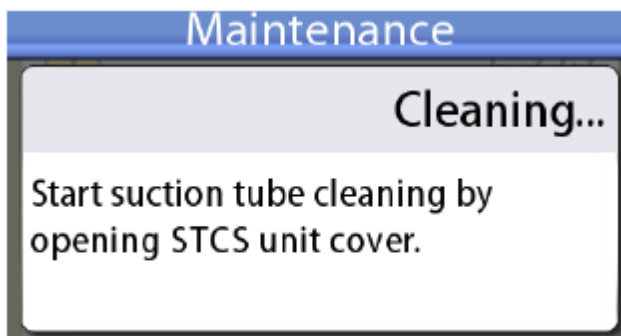 Maintenance
Cleaning...
Start suction tube cleaning by
opening STCS unit cover.